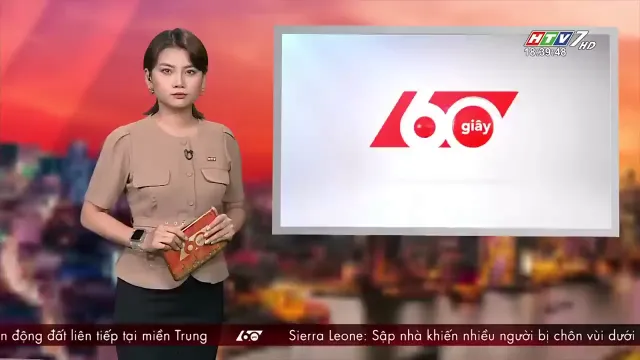 HTV7 HD
18:39:48
60 giây
n động đất liên tiếp tại miền Trung 60 Sierra Leone: Sập nhà khiến nhiều người bị chôn vùi dưới